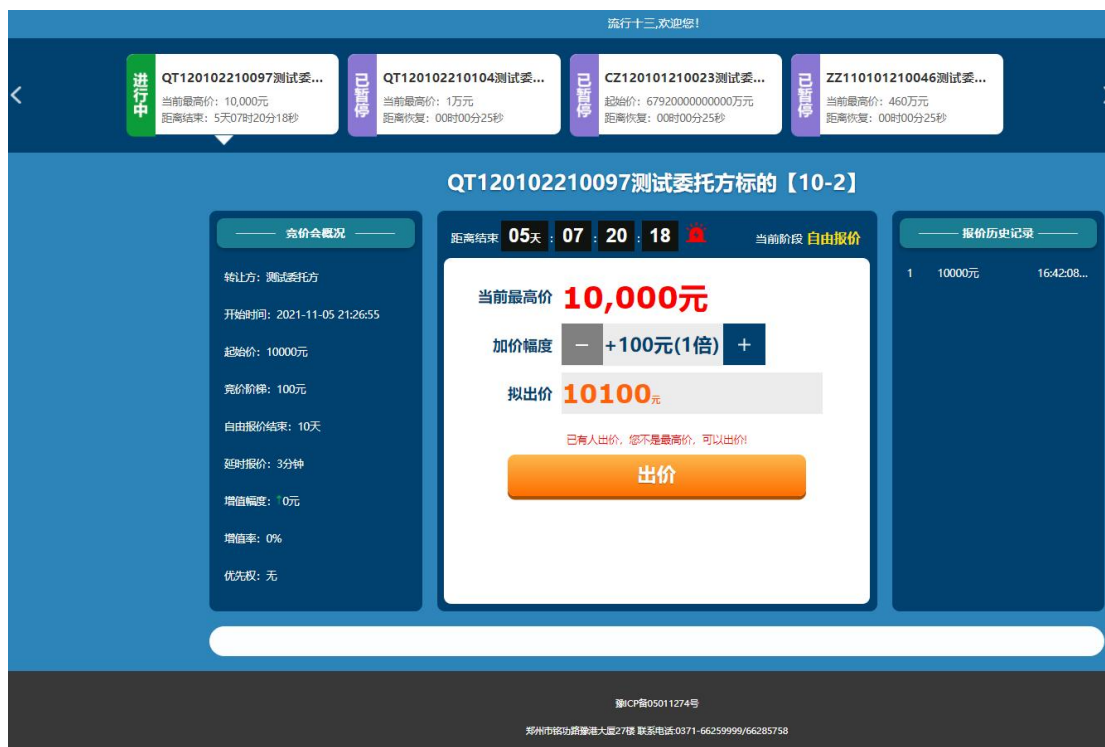 流行十三,欢迎您!
进行中
QT120102210097测试委...
当前最高价：10,000元
距离结束：5天07时20分18秒
已暂停
QT120102210104测试委...
当前最高价：1万元
距离恢复：00时00分25秒
已暂停
CZ120101210023测试委...
起始价：67920000000000万元
距离恢复：00时00分25秒
已暂停
ZZ110101210046测试委...
当前最高价：460万元
距离恢复：00时00分25秒
QT120102210097测试委托方标的【10-2】
竞价会概况
转让方：测试委托方
开始时间：2021-11-05 21:26:55
起始价：10000元
竞价阶梯：100元
自由报价结束：10天
延时报价：3分钟
增值幅度：↑0元
增值率：0%
优先权：无
距离结束 05天 : 07 : 20 : 18 当前阶段 自由报价
当前最高价 10,000元
加价幅度 − +100元(1倍) +
拟出价 10100元
已有人出价，您不是最高价，可以出价!
出价
报价历史记录
1 10000元 16:42:08...
豫ICP备05011274号
郑州市铭功路豫港大厦27楼 联系电话:0371-66259999/66285758